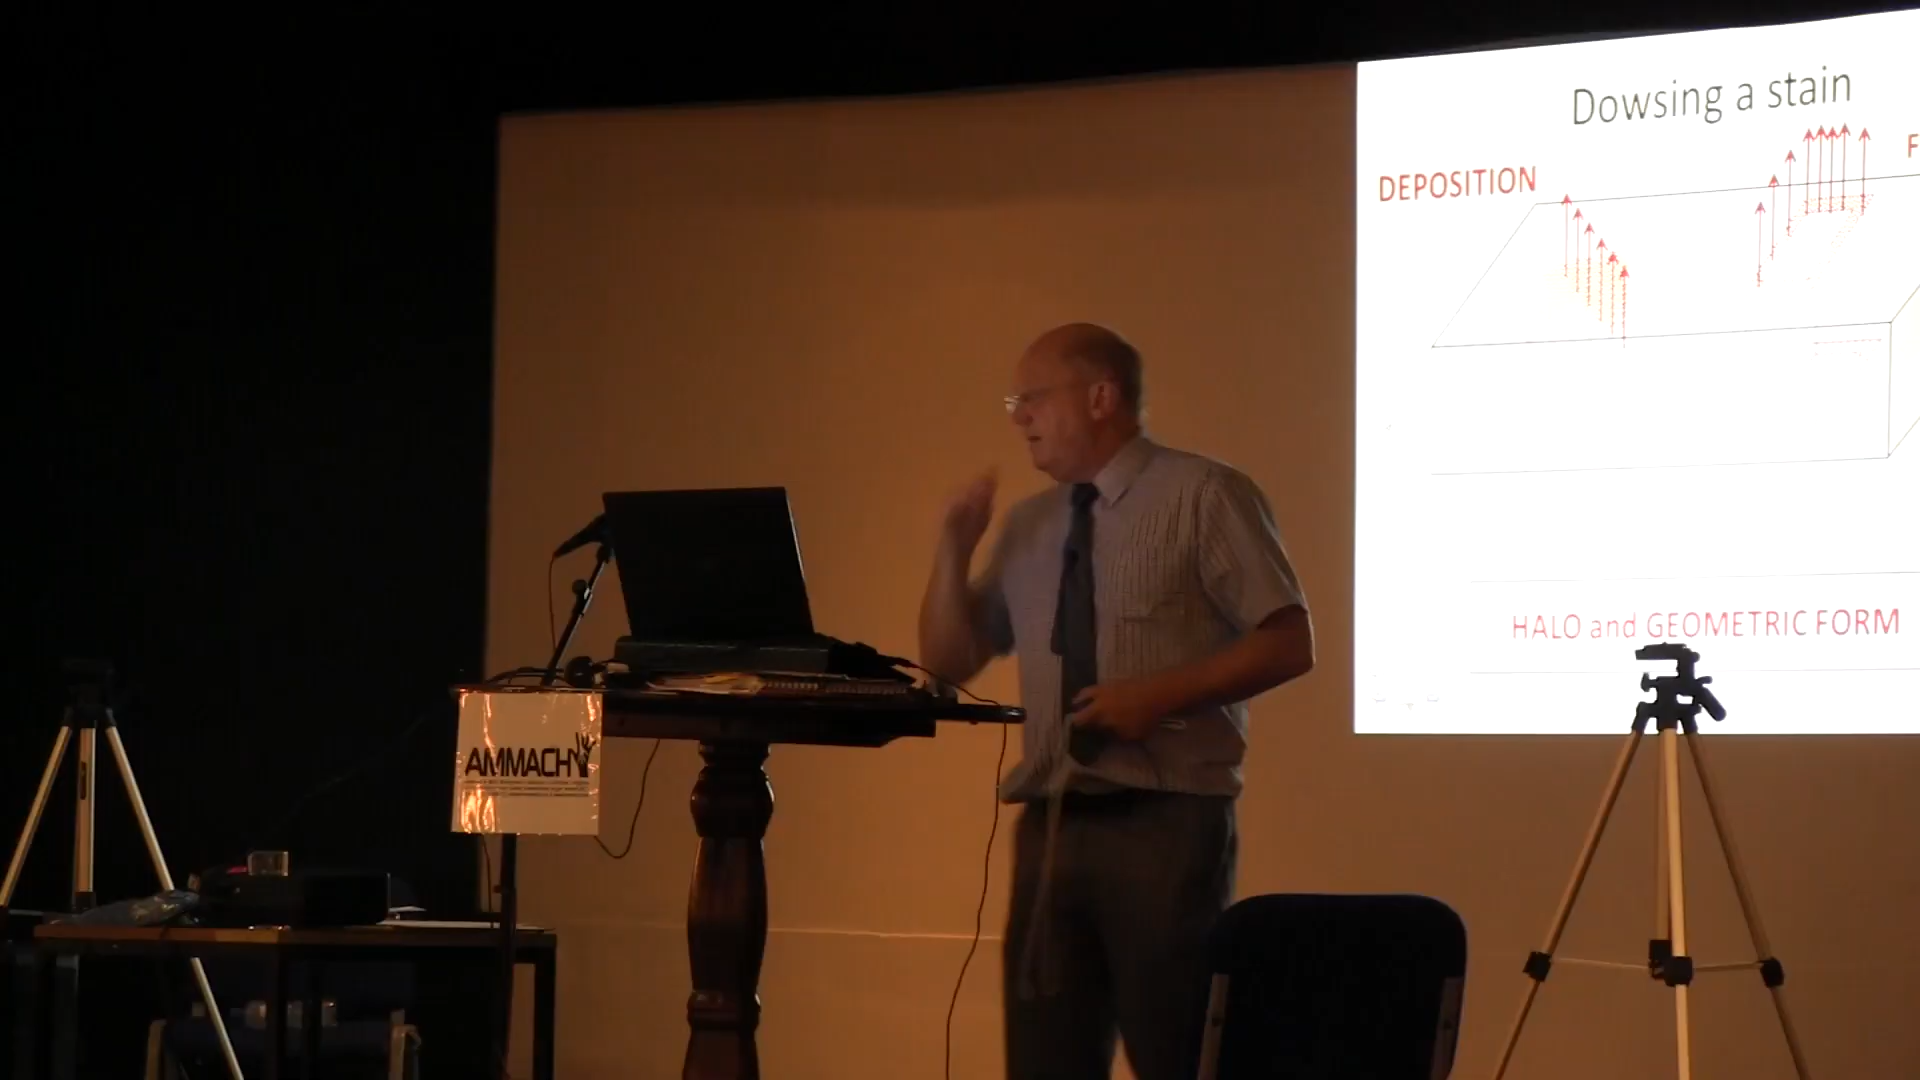 Dowsing a stain
DEPOSITION
F
HALO and GEOMETRIC FORM
AMMACH